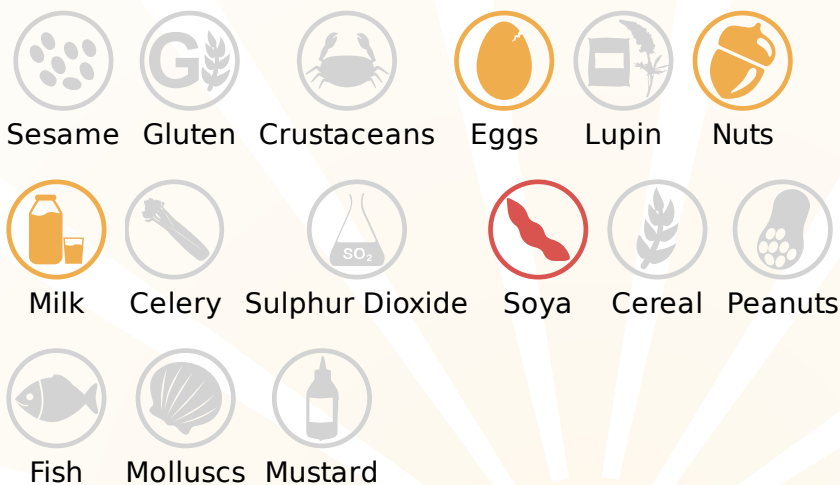 G
Sesame Gluten Crustaceans Eggs Lupin Nuts
SO₂
Milk Celery Sulphur Dioxide Soya Cereal Peanuts
Fish Molluscs Mustard